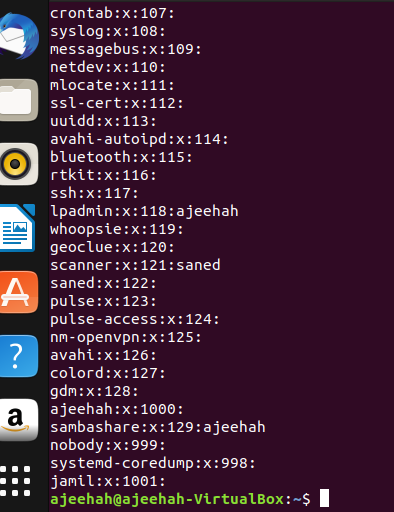 crontab:x:107:
syslog:x:108:
messagebus:x:109:
netdev:x:110:
mlocate:x:111:
ssl-cert:x:112:
uuidd:x:113:
avahi-autoipd:x:114:
bluetooth:x:115:
rtkit:x:116:
ssh:x:117:
lpadmin:x:118:ajeehah
whoopsie:x:119:
geoclue:x:120:
scanner:x:121:saned
saned:x:122:
pulse:x:123:
pulse-access:x:124:
nm-openvpn:x:125:
avahi:x:126:
colord:x:127:
gdm:x:128:
ajeehah:x:1000:
sambashare:x:129:ajeehah
nobody:x:999:
systemd-coredump:x:998:
jamil:x:1001:
ajeehah@ajeehah-VirtualBox:~$